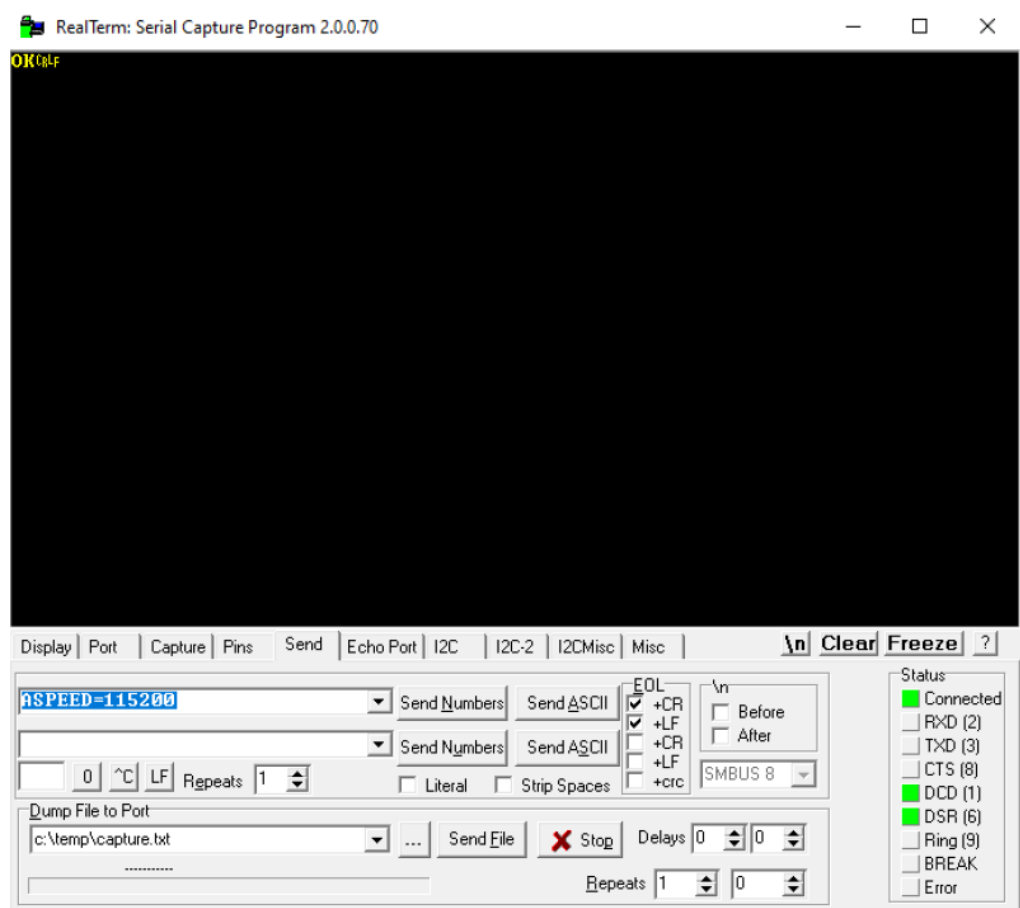 RealTerm: Serial Capture Program 2.0.0.70
OKCRLF
Display Port Capture Pins Send Echo Port I2C I2C-2 I2CMisc Misc \n Clear Freeze ?
ASPEED=115200 Send Numbers Send ASCII
Send Numbers Send ASCII
0 ^C LF Repeats 1
Literal Strip Spaces
EOL
+CR
+LF
+CR
+LF
+crc
\n
Before
After
SMBUS 8
Dump File to Port
c:\temp\capture.txt ... Send File Stop Delays 0 0
-----------
Repeats 1 0
Status
Connected
RXD (2)
TXD (3)
CTS (8)
DCD (1)
DSR (6)
Ring (9)
BREAK
Error